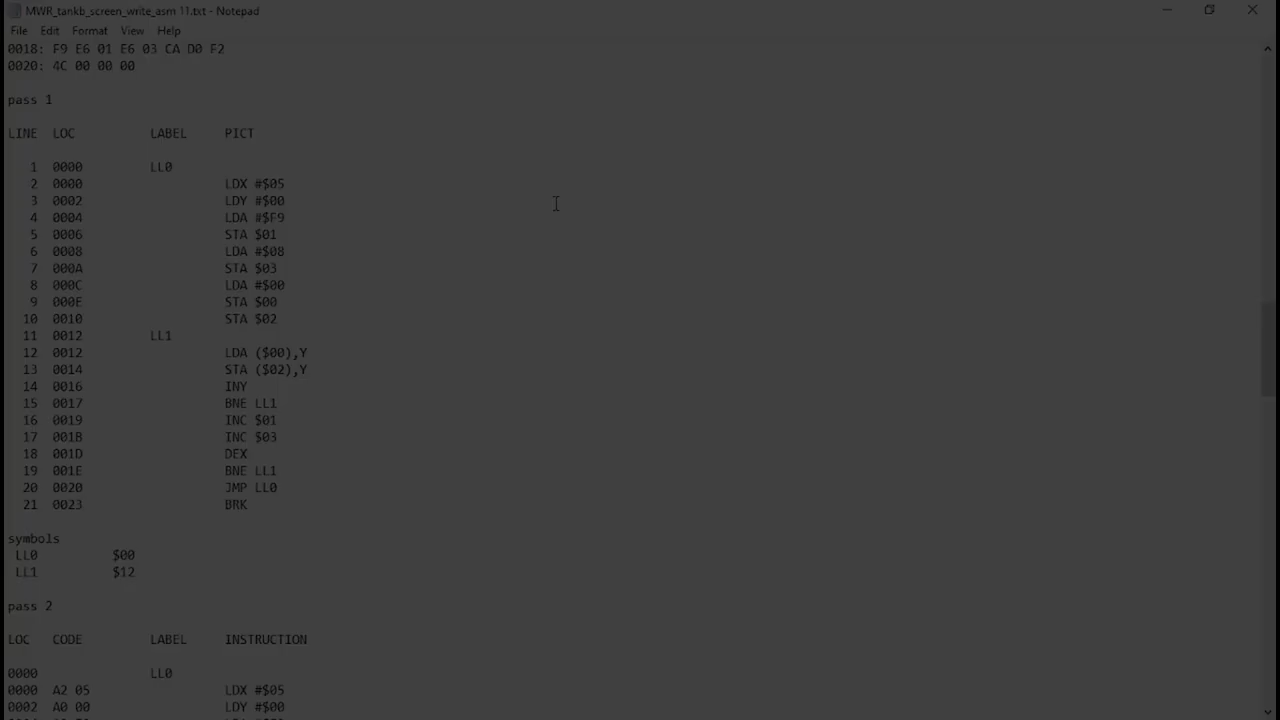 MWR_tankb_screen_write_asm 11.txt - Notepad
File Edit Format View Help
0018: F9 E6 01 E6 03 CA D0 F2
0020: 4C 00 00 00
pass 1
LINE LOC LABEL PICT
1 0000 LL0
2 0000 LDX #$05
3 0002 LDY #$00
4 0004 LDA #$F9
5 0006 STA $01
6 0008 LDA #$08
7 000A STA $03
8 000C LDA #$00
9 000E STA $00
10 0010 STA $02
11 0012 LL1
12 0012 LDA ($00),Y
13 0014 STA ($02),Y
14 0016 INY
15 0017 BNE LL1
16 0019 INC $01
17 001B INC $03
18 001D DEX
19 001E BNE LL1
20 0020 JMP LL0
21 0023 BRK
symbols
LL0 $00
LL1 $12
pass 2
LOC CODE LABEL INSTRUCTION
0000 LL0
0000 A2 05 LDX #$05
0002 A0 00 LDY #$00